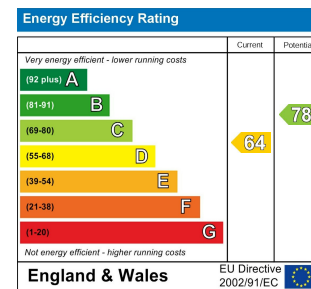 Energy Efficiency Rating
Current Potentia
Very energy efficient - lower running costs
(92 plus) A
(81-91) B
78
(69-80) C
64
(55-68) D
(39-54) E
(21-38) F
(1-20) G
Not energy efficient - higher running costs
England & Wales
EU Directive
2002/91/EC